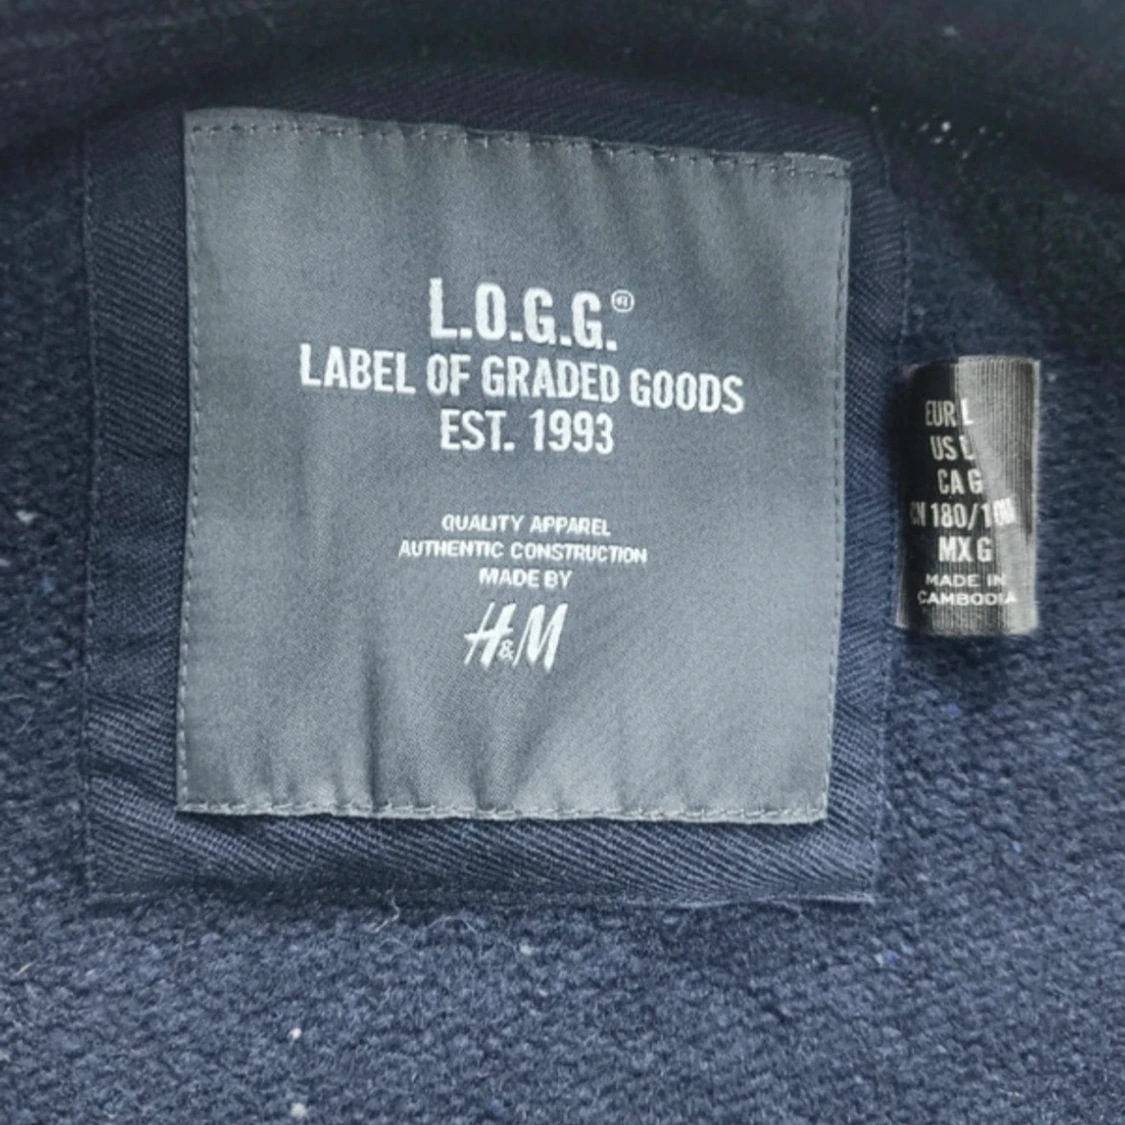 L.O.G.G.®
LABEL OF GRADED GOODS
EST. 1993
QUALITY APPAREL
AUTHENTIC CONSTRUCTION
MADE BY
H&M
EUR L
US L
CA G
MX G
MADE IN
CAMBODIA